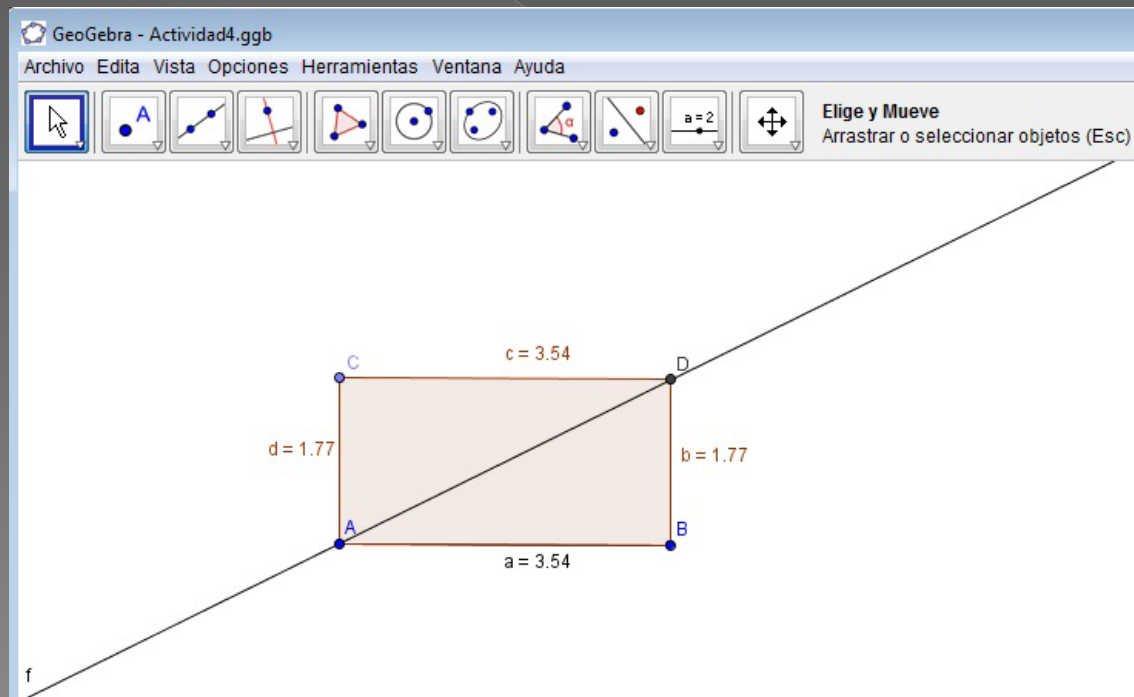 GeoGebra - Actividad4.ggb
Archivo Edita Vista Opciones Herramientas Ventana Ayuda
A
α
a = 2
Elige y Mueve
Arrastrar o seleccionar objetos (Esc)
c = 3.54
C
D
d = 1.77
b = 1.77
A
B
a = 3.54
f